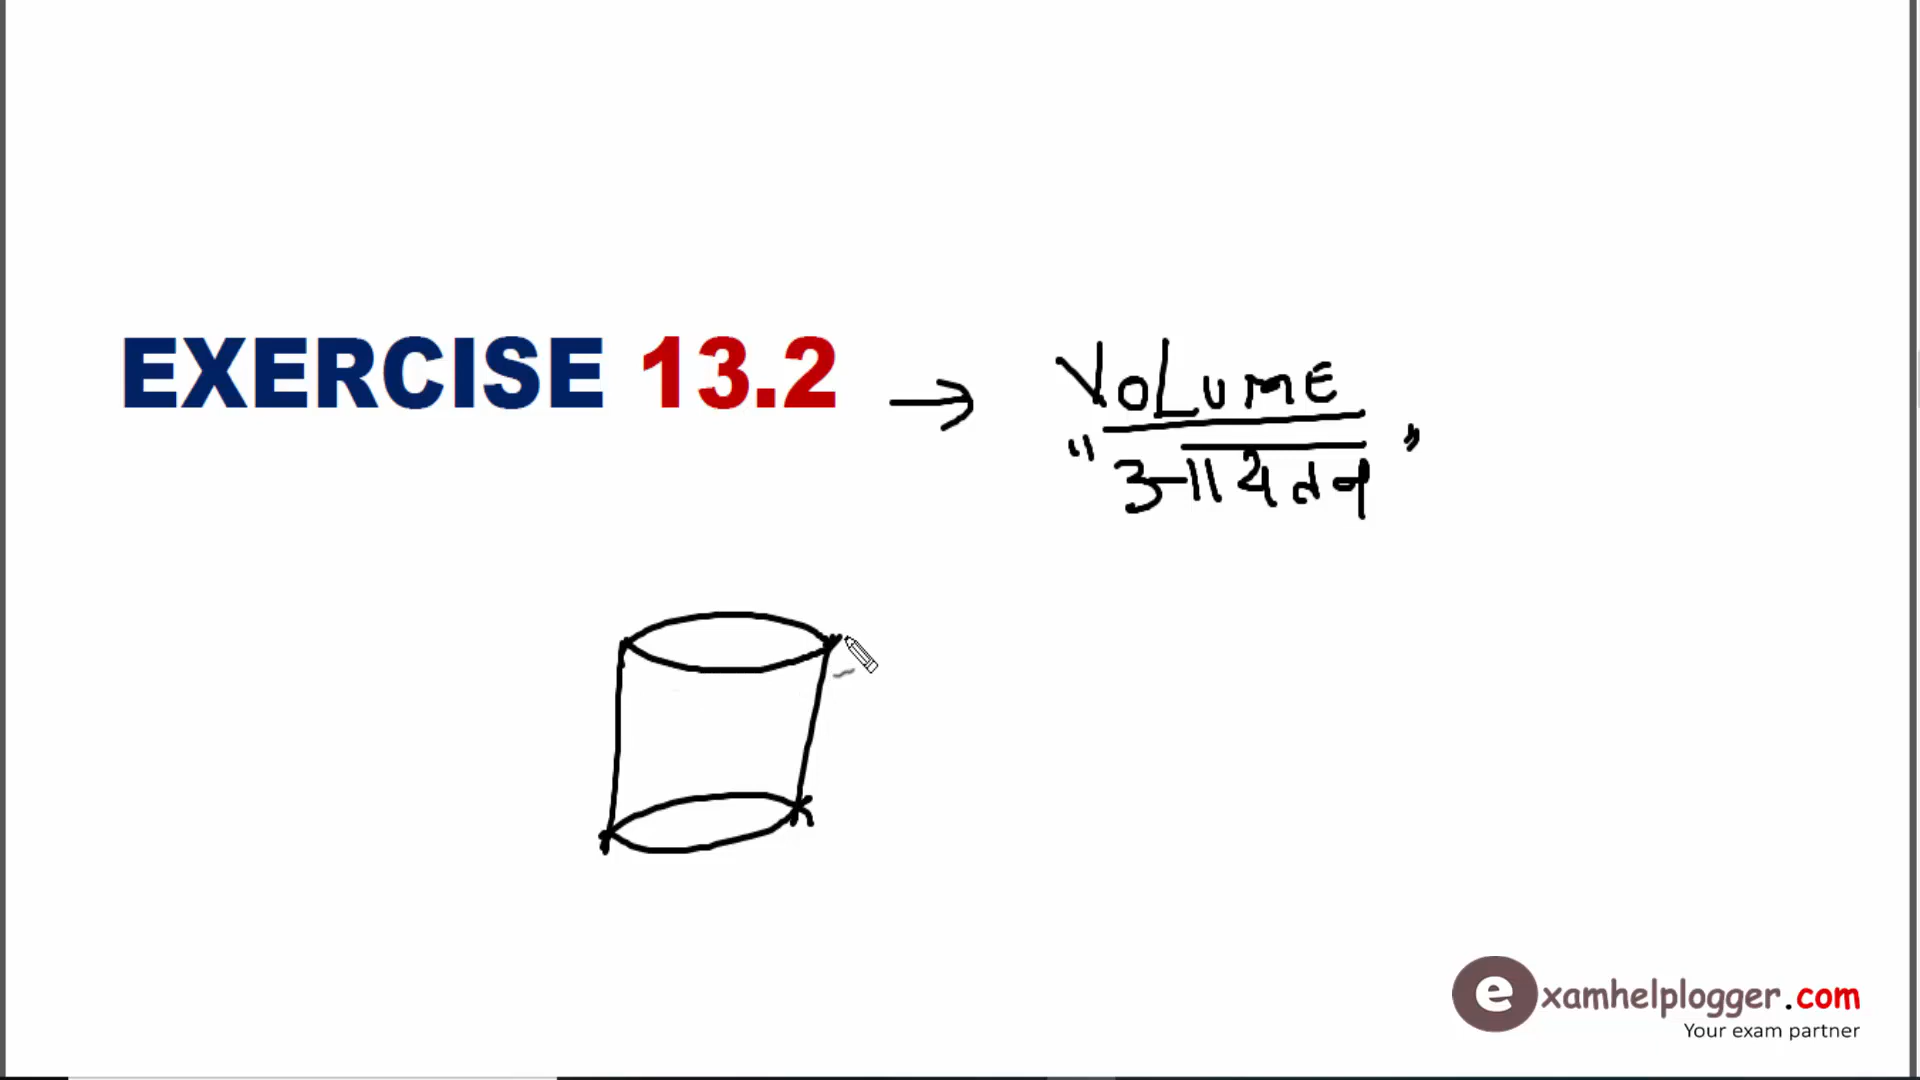 EXERCISE 13.2 → VOLUME
"आयतन"
examhelplogger.com
Your exam partner